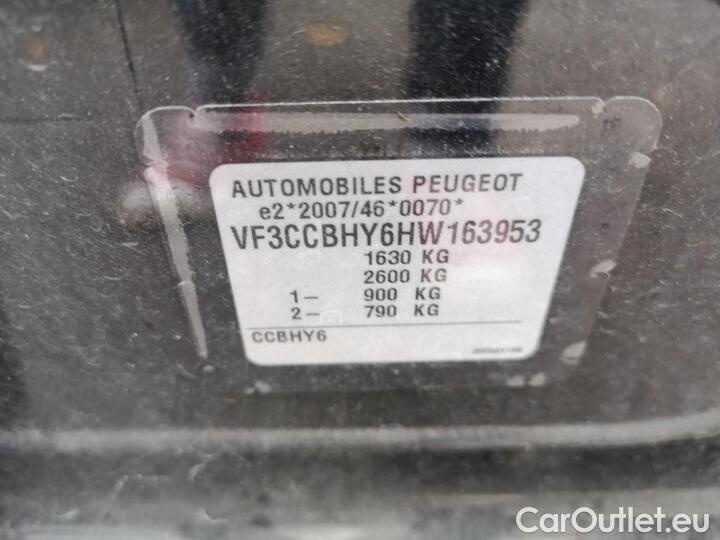 AUTOMOBILES PEUGEOT
e2*2007/46*0070*
VF3CCBHY6HW163953
1630 KG
2600 KG
1— 900 KG
2— 790 KG
CCBHY6
CarOutlet.eu